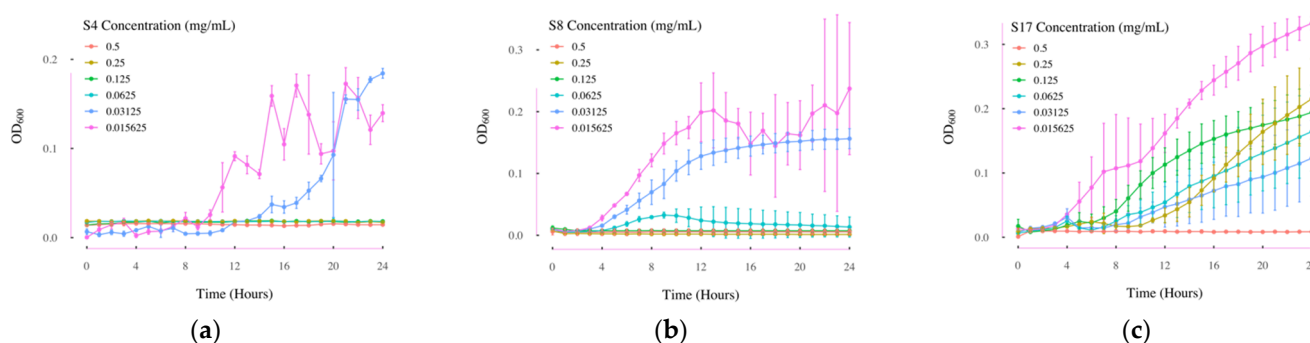 S4 Concentration (mg/mL)
0.5
0.25
0.125
0.0625
0.03125
0.015625
OD600
0.2
0.1
0.0
0 4 8 12 16 20 24
Time (Hours)
(a)
S8 Concentration (mg/mL)
0.5
0.25
0.125
0.0625
0.03125
0.015625
OD600
0.3
0.2
0.1
0.0
0 4 8 12 16 20 24
Time (Hours)
(b)
S17 Concentration (mg/mL)
0.5
0.25
0.125
0.0625
0.03125
0.015625
OD600
0.3
0.2
0.1
0.0
0 4 8 12 16 20 24
Time (Hours)
(c)